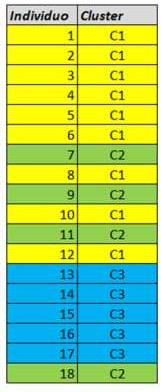 Individuo Cluster
1 C1
2 C1
3 C1
4 C1
5 C1
6 C1
7 C2
8 C1
9 C2
10 C1
11 C2
12 C1
13 C3
14 C3
15 C3
16 C3
17 C3
18 C2